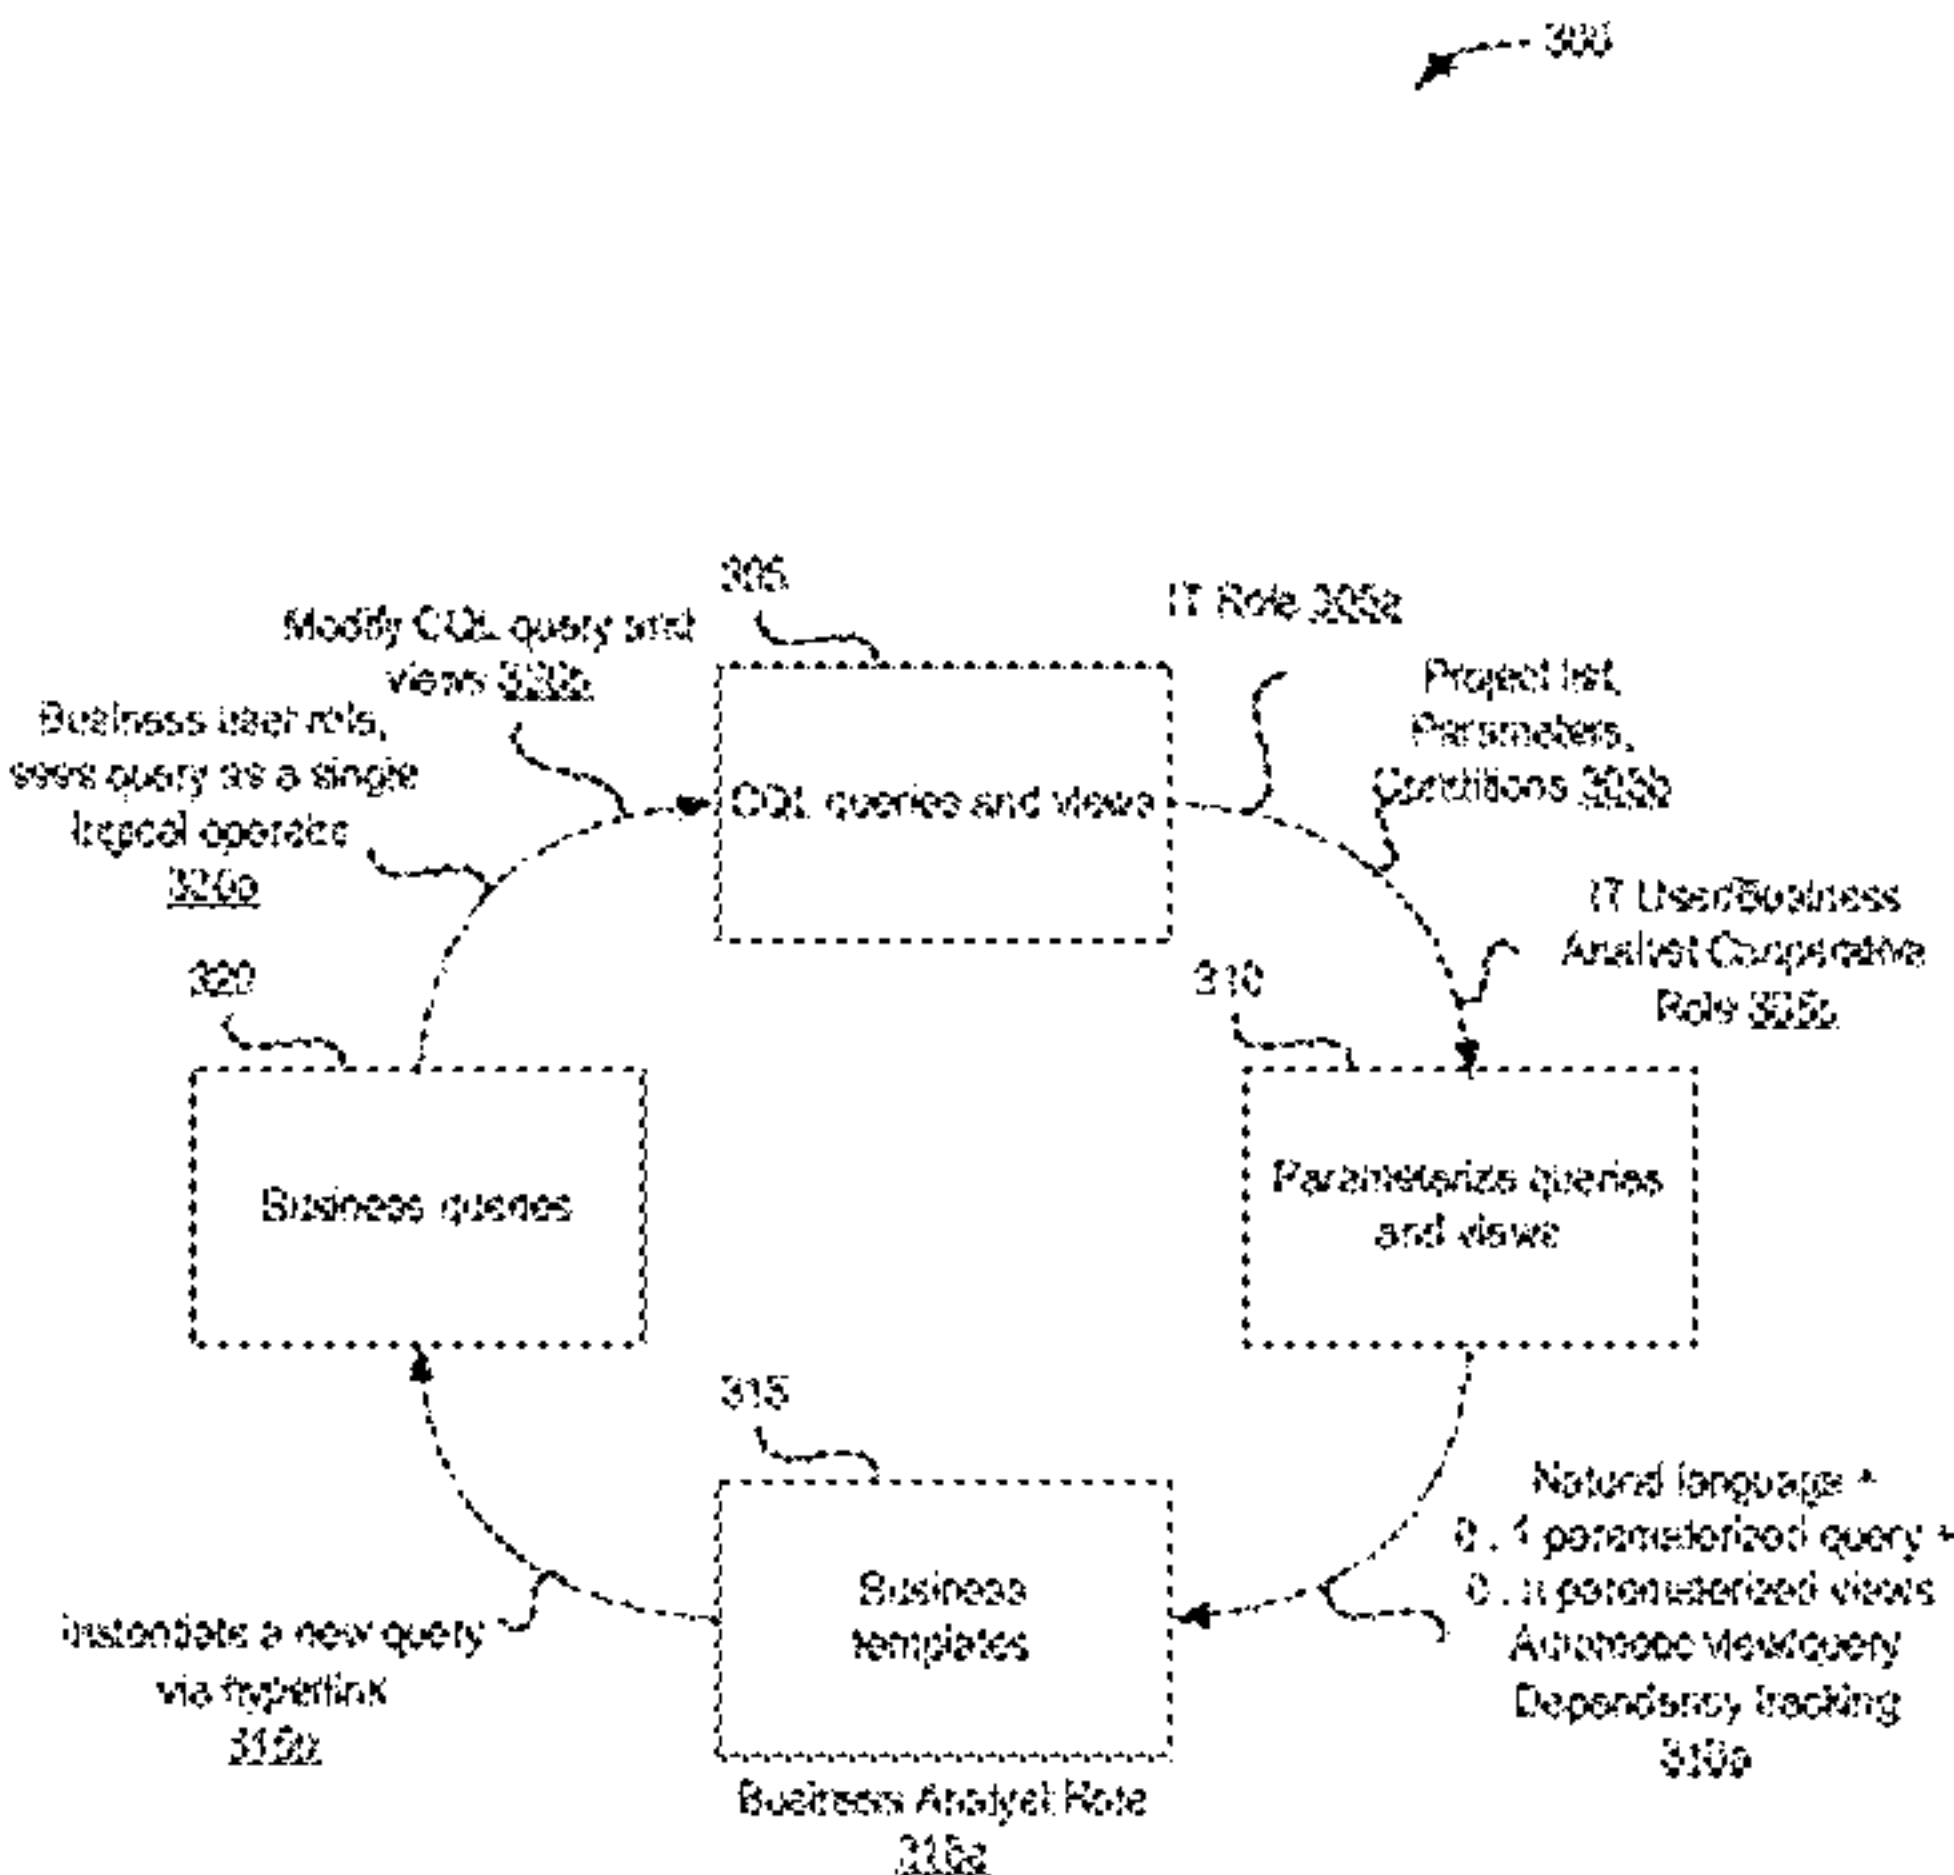 300
305
IT Role 305a
Modify CQL query and
views 320b
Project list,
Parameters,
Conditions 305b
Business user role,
sees query as a single
logical operator
CQL queries and views
IT User/Business
Analyst Cooperative
Role
320
310
Business queries
Parameterize queries
and views
315
Natural language +
0..1 parameterized query +
0..n parameterized views
Automatic view/query
Dependency tracking
Business
templates
instantiate a new query
via hyperlink
315b
Business Analyst Role
315a